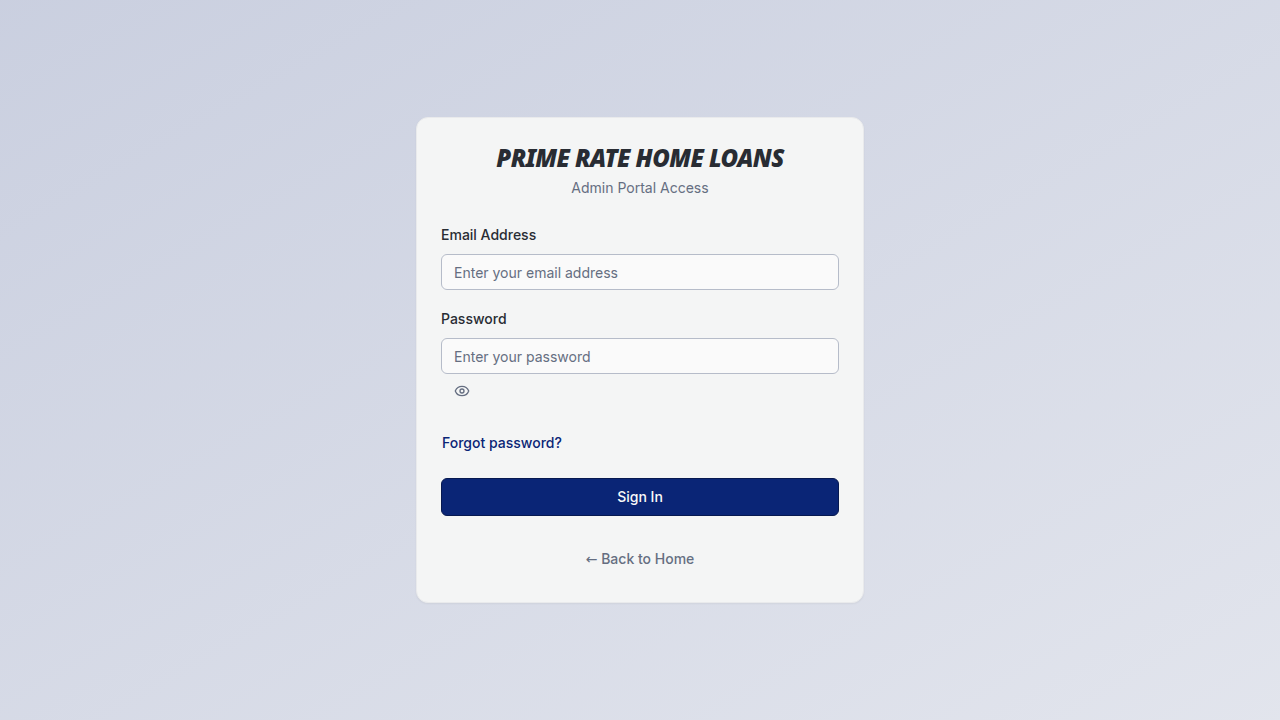 PRIME RATE HOME LOANS
Admin Portal Access
Email Address
Enter your email address
Password
Enter your password
Forgot password?
Sign In
← Back to Home